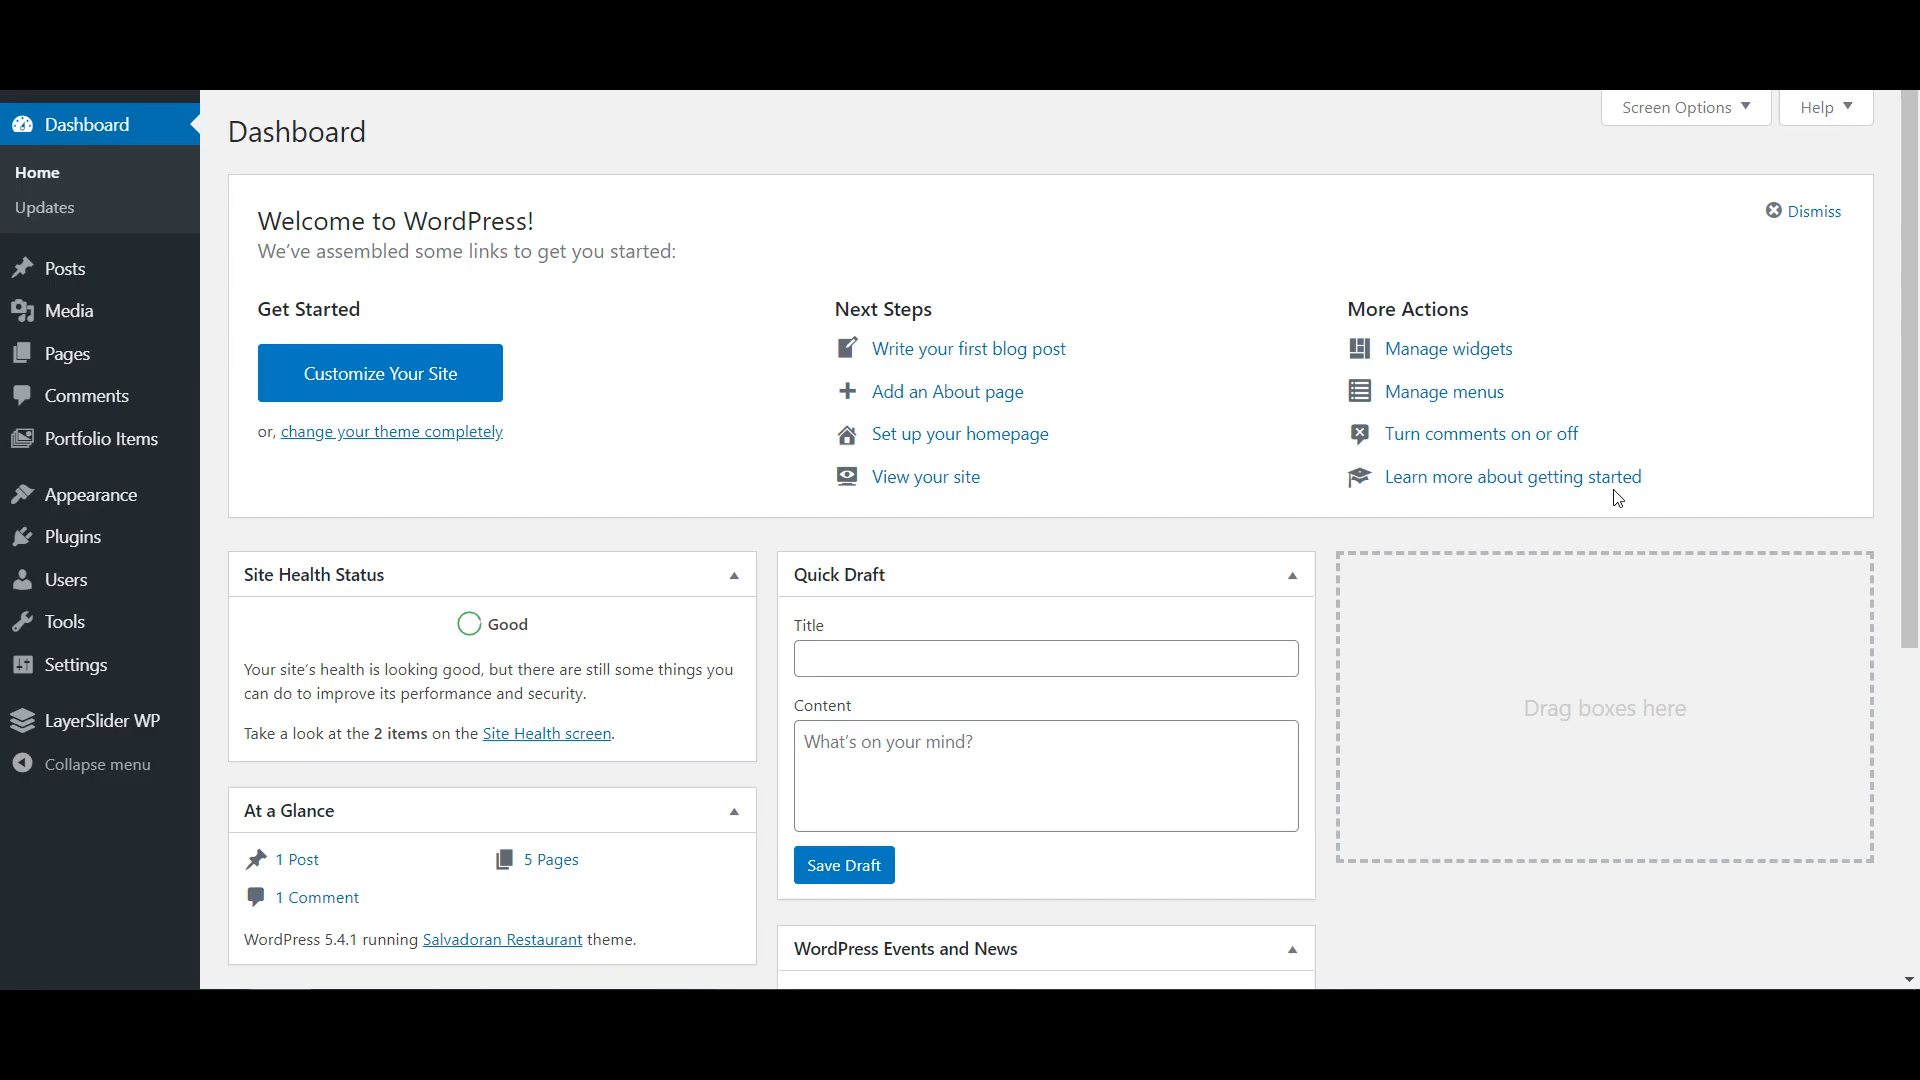 Dashboard
Home
Updates
Posts
Media
Pages
Comments
Portfolio Items
Appearance
Plugins
Users
Tools
Settings
LayerSlider WP
Collapse menu
Screen Options
Help
Dashboard
Welcome to WordPress!
We've assembled some links to get you started:
Dismiss
Get Started
Customize Your Site
or, change your theme completely
Next Steps
Write your first blog post
Add an About page
Set up your homepage
View your site
More Actions
Manage widgets
Manage menus
Turn comments on or off
Learn more about getting started
Site Health Status
Good
Your site's health is looking good, but there are still some things you
can do to improve its performance and security.
Take a look at the 2 items on the Site Health screen.
At a Glance
1 Post
5 Pages
1 Comment
WordPress 5.4.1 running Salvadoran Restaurant theme.
Quick Draft
Title
Content
What's on your mind?
Save Draft
WordPress Events and News
Drag boxes here